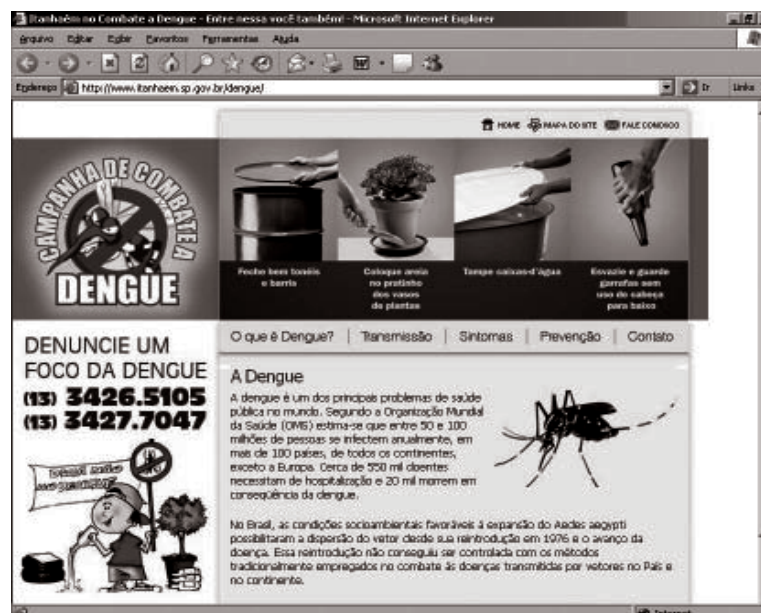 Itanhaém no Combate a Dengue - Entre nessa você também! - Microsoft Internet Explorer
Arquivo Editar Exibir Favoritos Ferramentas Ajuda
Endereço http://www.itanhaem.sp.gov.br/dengue/ Ir Links
HOME MAPA DO SITE FALE CONOSCO
CAMPANHA DE COMBATE A
DENGUE
Feche bem tonéis
e barris
Coloque areia
no pratinho
dos vasos
de plantas
Tampe caixas-d'água
Esvazie e guarde
garrafas sem
uso de cabeça
para baixo
O que è Dengue? | Transmissão | Sintomas | Prevenção | Contato
DENUNCIE UM
FOCO DA DENGUE
(13) 3426.5105
(13) 3427.7047
A Dengue
A dengue é um dos principais problemas de saúde
pública no mundo. Segundo a Organização Mundial
da Saúde (OMS) estima-se que entre 50 e 100
milhões de pessoas se infectem anualmente, em
mais de 100 países, de todos os continentes,
exceto a Europa. Cerca de 550 mil doentes
necessitam de hospitalização e 20 mil morrem em
conseqüência da dengue.
No Brasil, as condições socioambientais favoráveis á expansão do Aedes aegypti
possibilitaram a dispersão do vetor desde sua reintrodução em 1976 e o avanço da
doença. Essa reintrodução não conseguiu ser controlada com os métodos
tradicionalmente empregados no combate ás doenças transmitidas por vetores no País e
no continente.
Internet